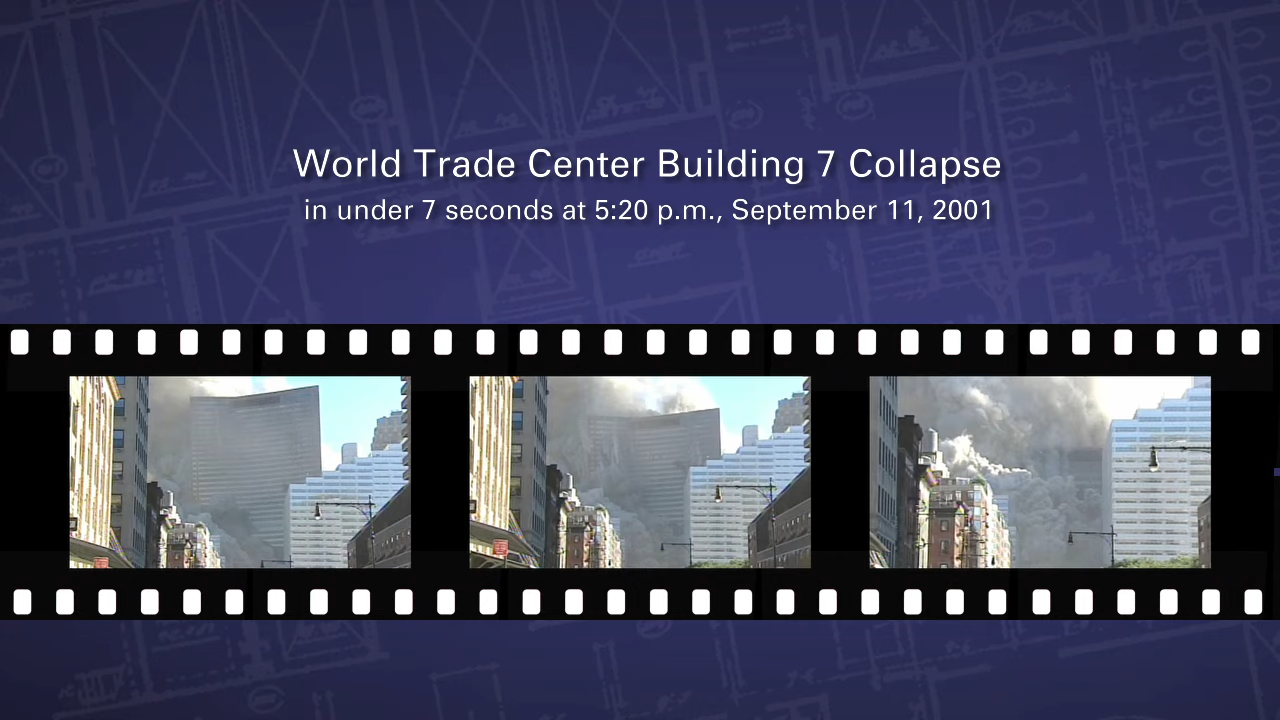 World Trade Center Building 7 Collapse
in under 7 seconds at 5:20 p.m., September 11, 2001